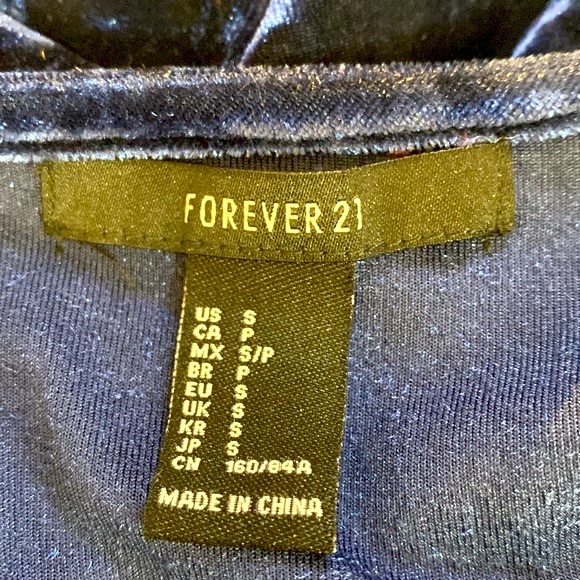 FOREVER 21
US S
CA P
MX S/P
BR P
EU S
UK S
KR S
JP S
CN 160/84A
MADE IN CHINA